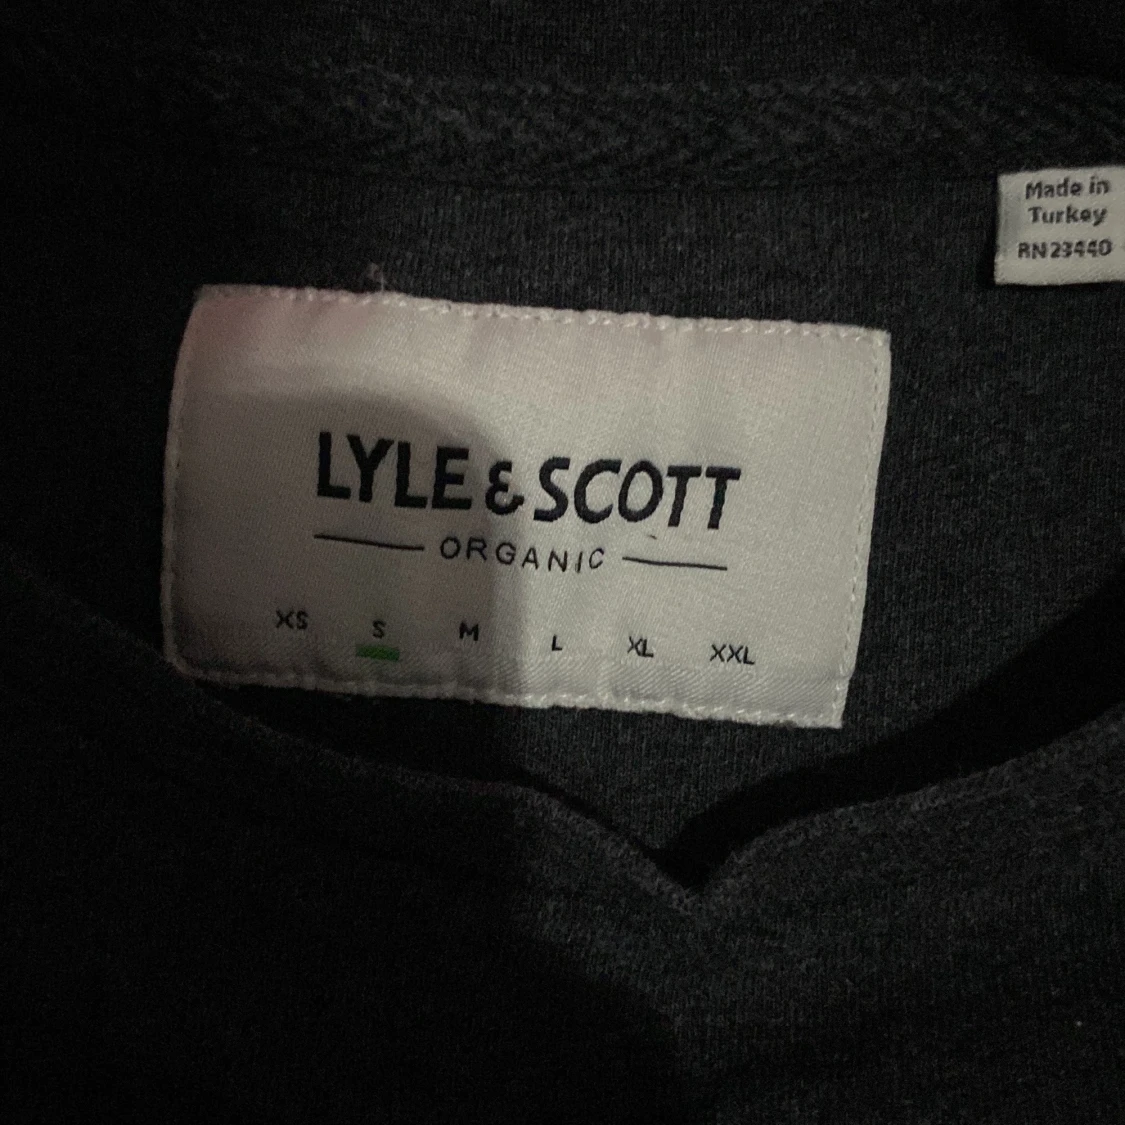 Made in
Turkey
RN23440
LYLE & SCOTT
ORGANIC
XS S M L XL XXL